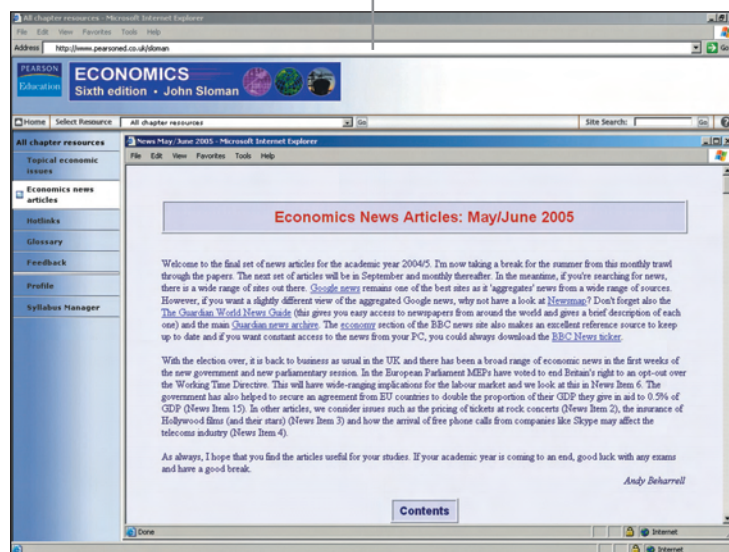 All chapter resources - Microsoft Internet Explorer
File Edit View Favorites Tools Help
Address http://www.pearsoned.co.uk/sloman Go
PEARSON
Education
ECONOMICS
Sixth edition • John Sloman
Home Select Resource All chapter resources Go Site Search: Go
All chapter resources
Topical economic
issues
Economics news
articles
Hotlinks
Glossary
Feedback
Profile
Syllabus Manager
News May/June 2005 - Microsoft Internet Explorer
File Edit View Favorites Tools Help
Economics News Articles: May/June 2005
Welcome to the final set of news articles for the academic year 2004/5. I'm now taking a break for the summer from this monthly trawl
through the papers. The next set of articles will be in September and monthly thereafter. In the meantime, if you're searching for news,
there is a wide range of sites out there. Google news remains one of the best sites as it 'aggregates' news from a wide range of sources.
However, if you want a slightly different view of the aggregated Google news, why not have a look at Newsmap? Don't forget also the
The Guardian World News Guide (this gives you easy access to newspapers from around the world and gives a brief description of each
one) and the main Guardian news archive. The economy section of the BBC news site also makes an excellent reference source to keep
up to date and if you want constant access to the news from your PC, you could always download the BBC News ticker.
With the election over, it is back to business as usual in the UK and there has been a broad range of economic news in the first weeks of
the new government and new parliamentary session. In the European Parliament MEPs have voted to end Britain's right to an opt-out over
the Working Time Directive. This will have wide-ranging implications for the labour market and we look at this in News Item 6. The
government has also helped to secure an agreement from EU countries to double the proportion of their GDP they give in aid to 0.5% of
GDP (News Item 15). In other articles, we consider issues such as the pricing of tickets at rock concerts (News Item 2), the insurance of
Hollywood films (and their stars) (News Item 3) and how the arrival of free phone calls from companies like Skype may affect the
telecoms industry (News Item 4).
As always, I hope that you find the articles useful for your studies. If your academic year is coming to an end, good luck with any exams
and have a good break.
Andy Beharrell
Contents
Done Internet
Internet